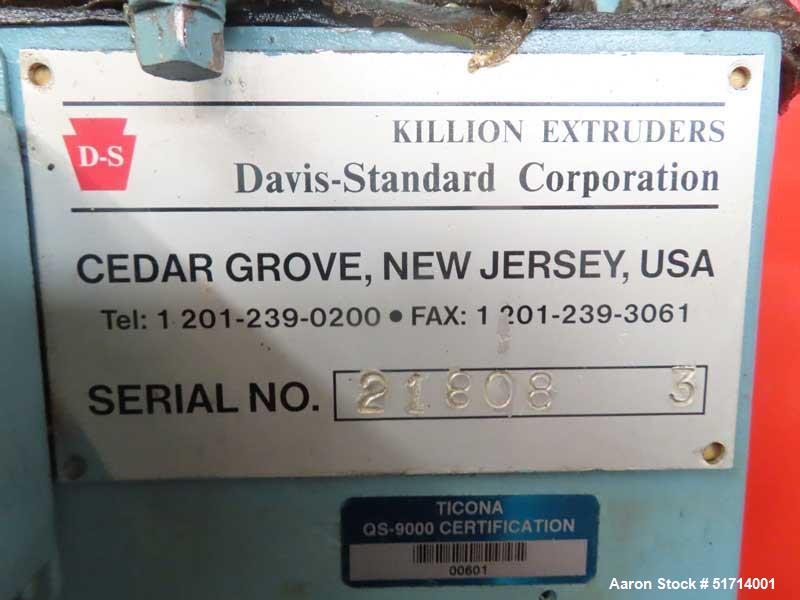 KILLION EXTRUDERS
D-S
Davis-Standard Corporation
CEDAR GROVE, NEW JERSEY, USA
Tel: 1 201-239-0200 • FAX: 1 201-239-3061
SERIAL NO. 21808 3
TICONA
QS-9000 CERTIFICATION
00601
Aaron Stock # 51714001